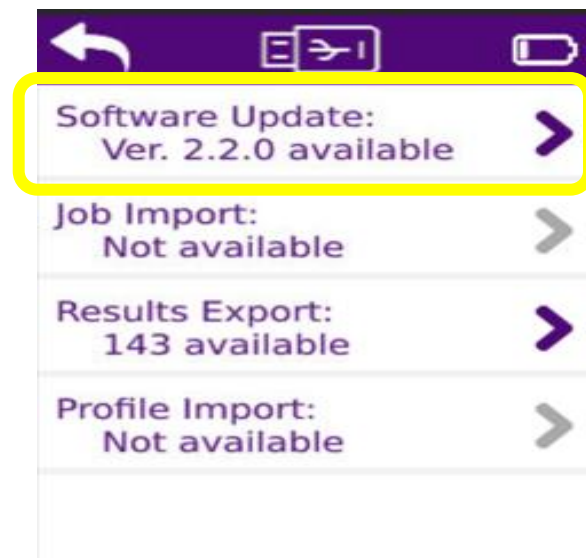 Software Update:
Ver. 2.2.0 available
Job Import:
Not available
Results Export:
143 available
Profile Import:
Not available